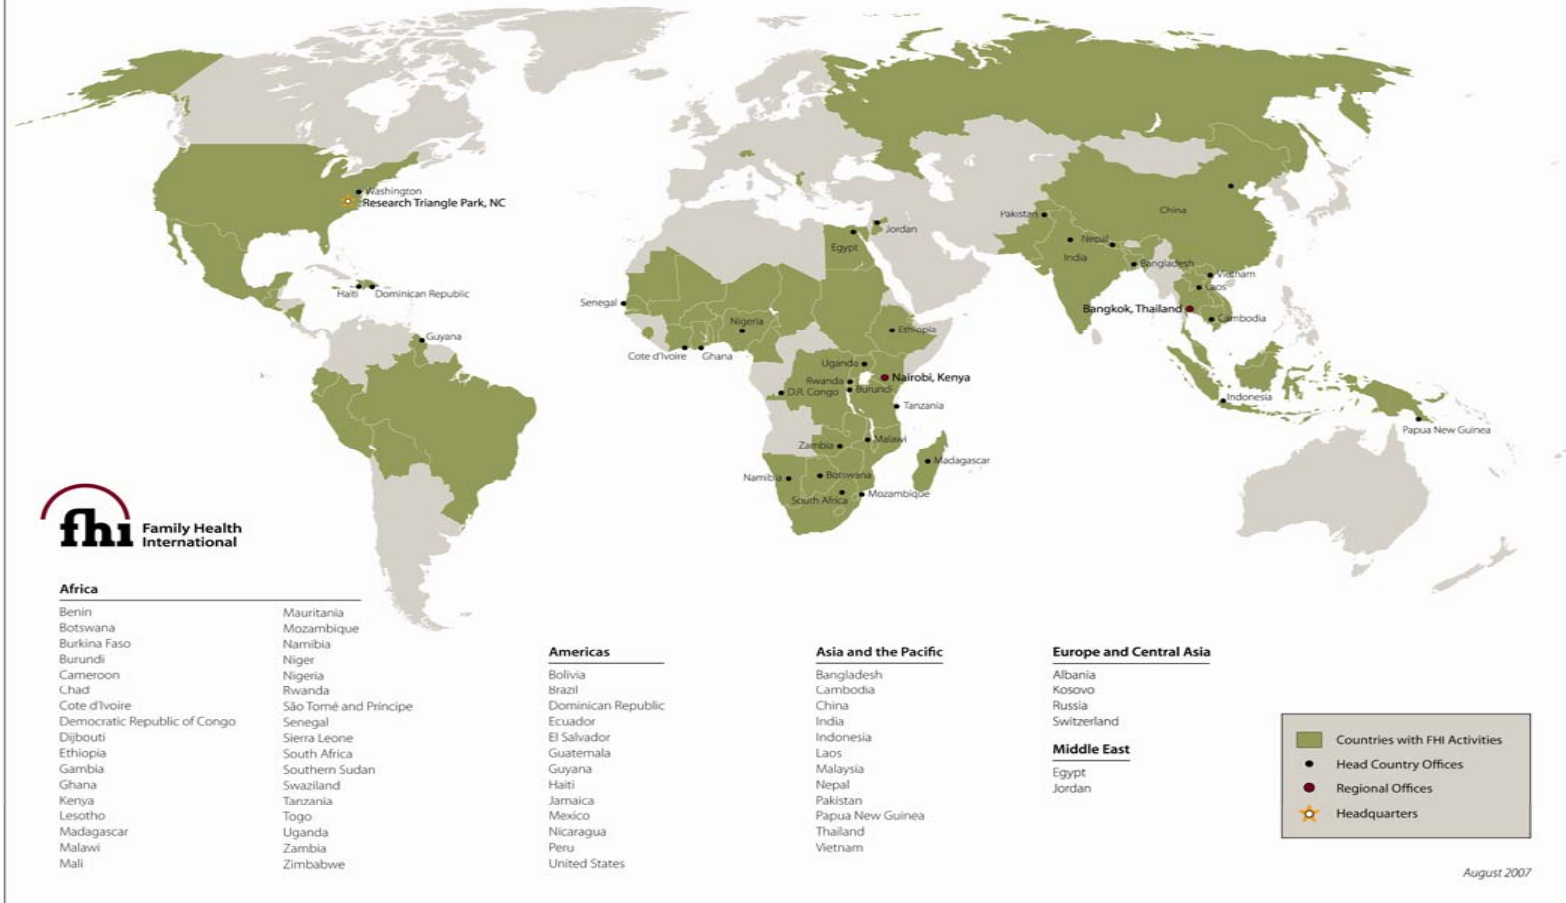 Washington
Research Triangle Park, NC
Haiti
Dominican Republic
Guyana
Senegal
Cote d'Ivoire
Ghana
Nigeria
Egypt
Jordan
Ethiopia
Uganda
Nairobi, Kenya
Rwanda
Burundi
D.R. Congo
Tanzania
Zambia
Malawi
Madagascar
Namibia
Botswana
South Africa
Mozambique
Pakistan
China
Nepal
India
Bangladesh
Vietnam
Laos
Bangkok, Thailand
Cambodia
Indonesia
Papua New Guinea
fhi
Family Health
International
Africa
Benin
Botswana
Burkina Faso
Burundi
Cameroon
Chad
Cote d'Ivoire
Democratic Republic of Congo
Dijbouti
Ethiopia
Gambia
Ghana
Kenya
Lesotho
Madagascar
Malawi
Mali
Mauritania
Mozambique
Namibia
Niger
Nigeria
Rwanda
São Tomé and Príncipe
Senegal
Sierra Leone
South Africa
Southern Sudan
Swaziland
Tanzania
Togo
Uganda
Zambia
Zimbabwe
Americas
Bolivia
Brazil
Dominican Republic
Ecuador
El Salvador
Guatemala
Guyana
Haiti
Jamaica
Mexico
Nicaragua
Peru
United States
Asia and the Pacific
Bangladesh
Cambodia
China
India
Indonesia
Laos
Malaysia
Nepal
Pakistan
Papua New Guinea
Thailand
Vietnam
Europe and Central Asia
Albania
Kosovo
Russia
Switzerland
Middle East
Egypt
Jordan
Countries with FHI Activities
Head Country Offices
Regional Offices
Headquarters
August 2007